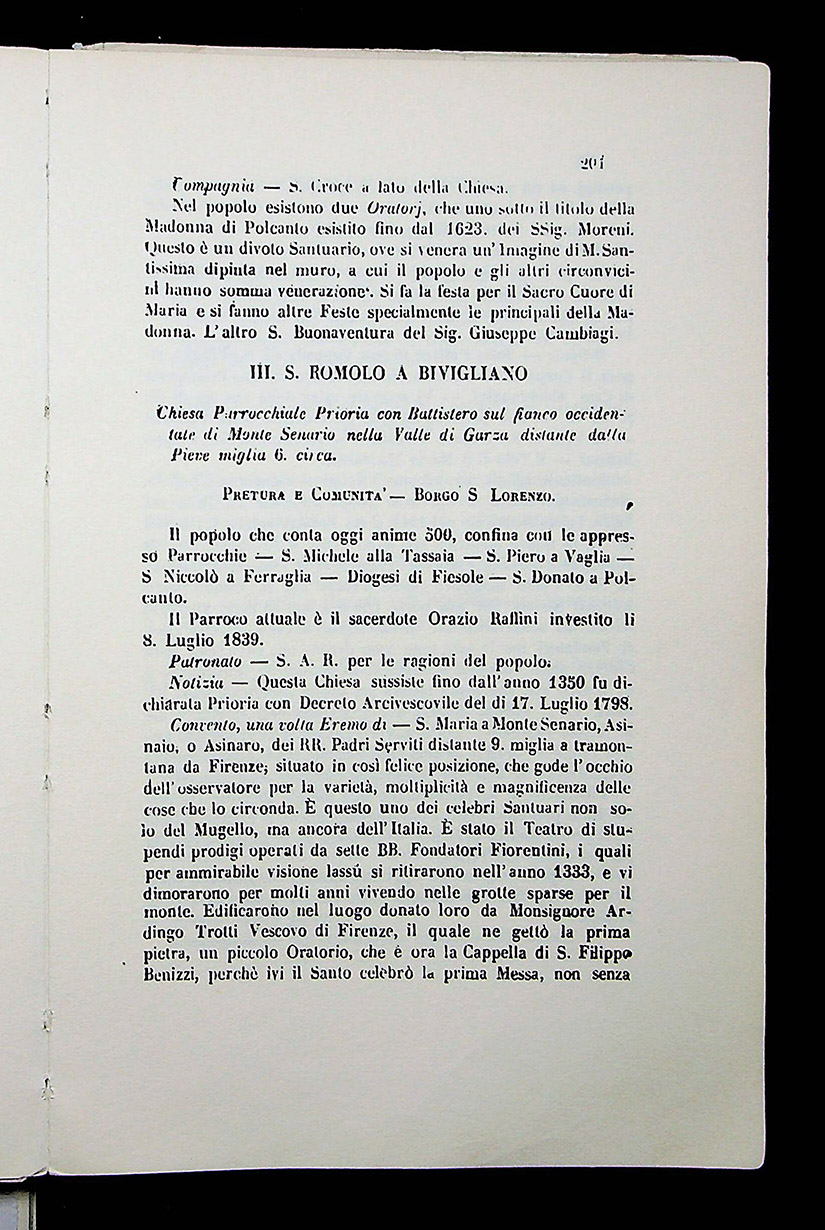 201
Compagnia — S. Croce a lato della Chiesa.
Nel popolo esistono due Oratorj, che uno sotto il titolo della
Madonna di Polcanto esistito fino dal 1623. dei SSig. Moreni.
Questo è un divoto Santuario, ove si venera un' Imagine di M. San-
tissima dipinta nel muro, a cui il popolo e gli altri circonvici-
ni hanno somma venerazione. Si fa la festa per il Sacro Cuore di
Maria e si fanno altre Feste specialmente le principali della Ma-
donna. L'altro S. Buonaventura del Sig. Giuseppe Cambiagi.
III. S. ROMOLO A BIVIGLIANO
Chiesa Parrocchiale Prioria con Battistero sul fianco occiden-
tale di Monte Senario nella Valle di Garza distante dalla
Pieve miglia 6. circa.
PRETURA E COMUNITA' — BORGO S LORENZO.
Il popolo che conta oggi anime 500, confina con le appres-
so Parrocchie — S. Michele alla Tassaia — S. Piero a Vaglia —
S Niccolò a Ferraglia — Diogesi di Fiesole — S. Donato a Pol-
canto.
Il Parroco attuale è il sacerdote Orazio Raffini investito li
8. Luglio 1839.
Patronato — S. A. R. per le ragioni del popolo.
Notizia — Questa Chiesa sussiste fino dall'anno 1350 fu di-
chiarata Prioria con Decreto Arcivescovile del di 17. Luglio 1798.
Convento, una volta Eremo di — S. Maria a Monte Senario, Asi-
naio, o Asinaro, dei RR. Padri Serviti distante 9. miglia a tramon-
tana da Firenze; situato in così felice posizione, che gode l'occhio
dell'osservatore per la varietà, moltiplicità e magnificenza delle
cose che lo circonda. È questo uno dei celebri Santuari non so-
lo del Mugello, ma ancora dell'Italia. È stato il Teatro di stu-
pendi prodigi operati da sette BB. Fondatori Fiorentini, i quali
per ammirabile visione lassú si ritirarono nell'anno 1333, e vi
dimorarono per molti anni vivendo nelle grotte sparse per il
monte. Edificarono nel luogo donato loro da Monsignore Ar-
dingo Trotti Vescovo di Firenze, il quale ne gettò la prima
pietra, un piccolo Oratorio, che é ora la Cappella di S. Filippo
Benizzi, perchè ivi il Santo celebrò la prima Messa, non senza